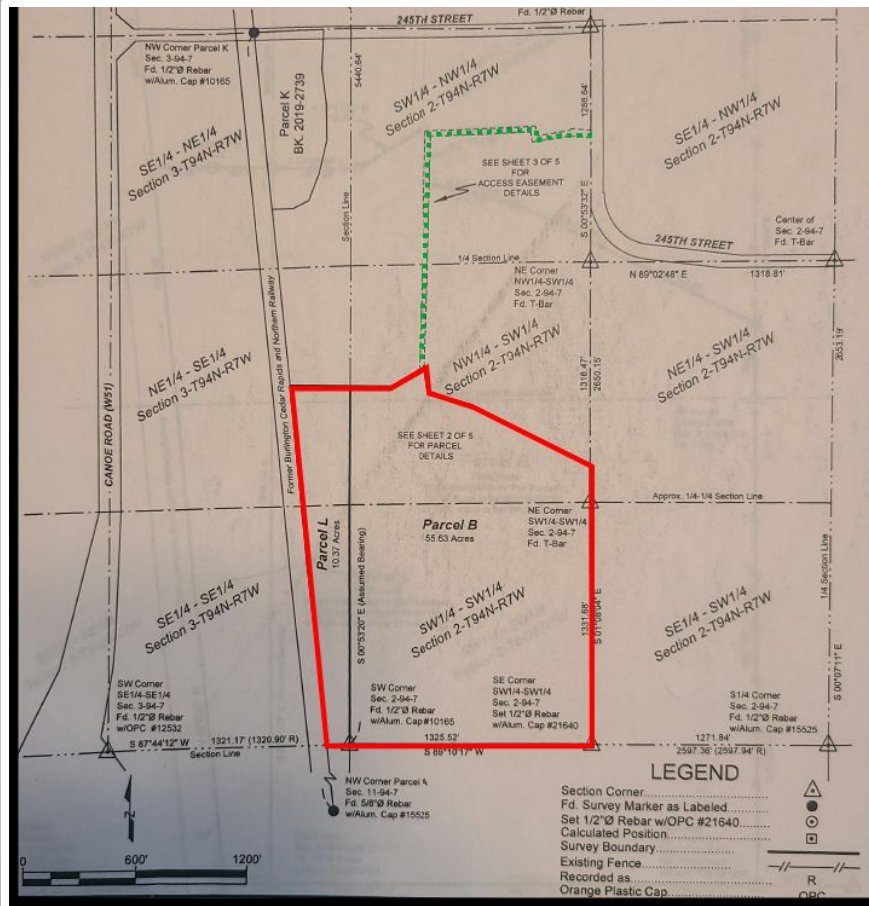 245TH STREET
Fd. 1/2"Ø Rebar
NW Corner Parcel K
Sec. 3-94-7
Fd. 1/2"Ø Rebar
w/Alum. Cap #10165
Parcel K
BK. 2019-2739
5440.64'
SW1/4 - NW1/4
Section 2-T94N-R7W
1288.64'
SE1/4 - NW1/4
Section 2-T94N-R7W
SE1/4 - NE1/4
Section 3-T94N-R7W
SEE SHEET 3 OF 5
FOR
ACCESS EASEMENT
DETAILS
Section Line
S 00°53'32" E
245TH STREET
Center of
Sec. 2-94-7
Fd. T-Bar
1/4 Section Line
N 89°02'48" E
1318.81'
NE Corner
NW1/4-SW1/4
Sec. 2-94-7
Fd. T-Bar
Former Burlington Cedar Rapids and Northern Railway
CANOE ROAD (W51)
NE1/4 - SE1/4
Section 3-T94N-R7W
NW1/4 - SW1/4
Section 2-T94N-R7W
1318.47'
2650.15'
NE1/4 - SW1/4
Section 2-T94N-R7W
2653.19'
SEE SHEET 2 OF 5
FOR PARCEL
DETAILS
Approx. 1/4-1/4 Section Line
Parcel L
10.37 Acres
Parcel B
55.63 Acres
NE Corner
SW1/4-SW1/4
Sec. 2-94-7
Fd. T-Bar
S 00°53'20" E (Assumed Bearing)
1/4 Section Line
SE1/4 - SE1/4
Section 3-T94N-R7W
SW1/4 - SW1/4
Section 2-T94N-R7W
1331.68'
S 01°08'04" E
SE1/4 - SW1/4
Section 2-T94N-R7W
S 00°07'11" E
SW Corner
SE1/4-SE1/4
Sec. 3-94-7
Fd. 1/2"Ø Rebar
w/OPC #12532
SW Corner
Sec. 2-94-7
Fd. 1/2"Ø Rebar
w/Alum. Cap #10165
SE Corner
SW1/4-SW1/4
Sec. 2-94-7
Set 1/2"Ø Rebar
w/Alum. Cap #21640
S1/4 Corner
Sec. 2-94-7
Fd. 1/2"Ø Rebar
w/Alum. Cap #15525
S 87°44'12" W
1321.17' (1320.90' R)
Section Line
1325.52'
S 89°10'17" W
1271.84'
2597.36' (2597.94' R)
NW Corner Parcel A
Sec. 11-94-7
Fd. 5/8"Ø Rebar
w/Alum. Cap #15525
N
0 600' 1200'
LEGEND
Section Corner
Fd. Survey Marker as Labeled
Set 1/2"Ø Rebar w/OPC #21640
Calculated Position
Survey Boundary
Existing Fence
Recorded as R
Orange Plastic Cap OPC